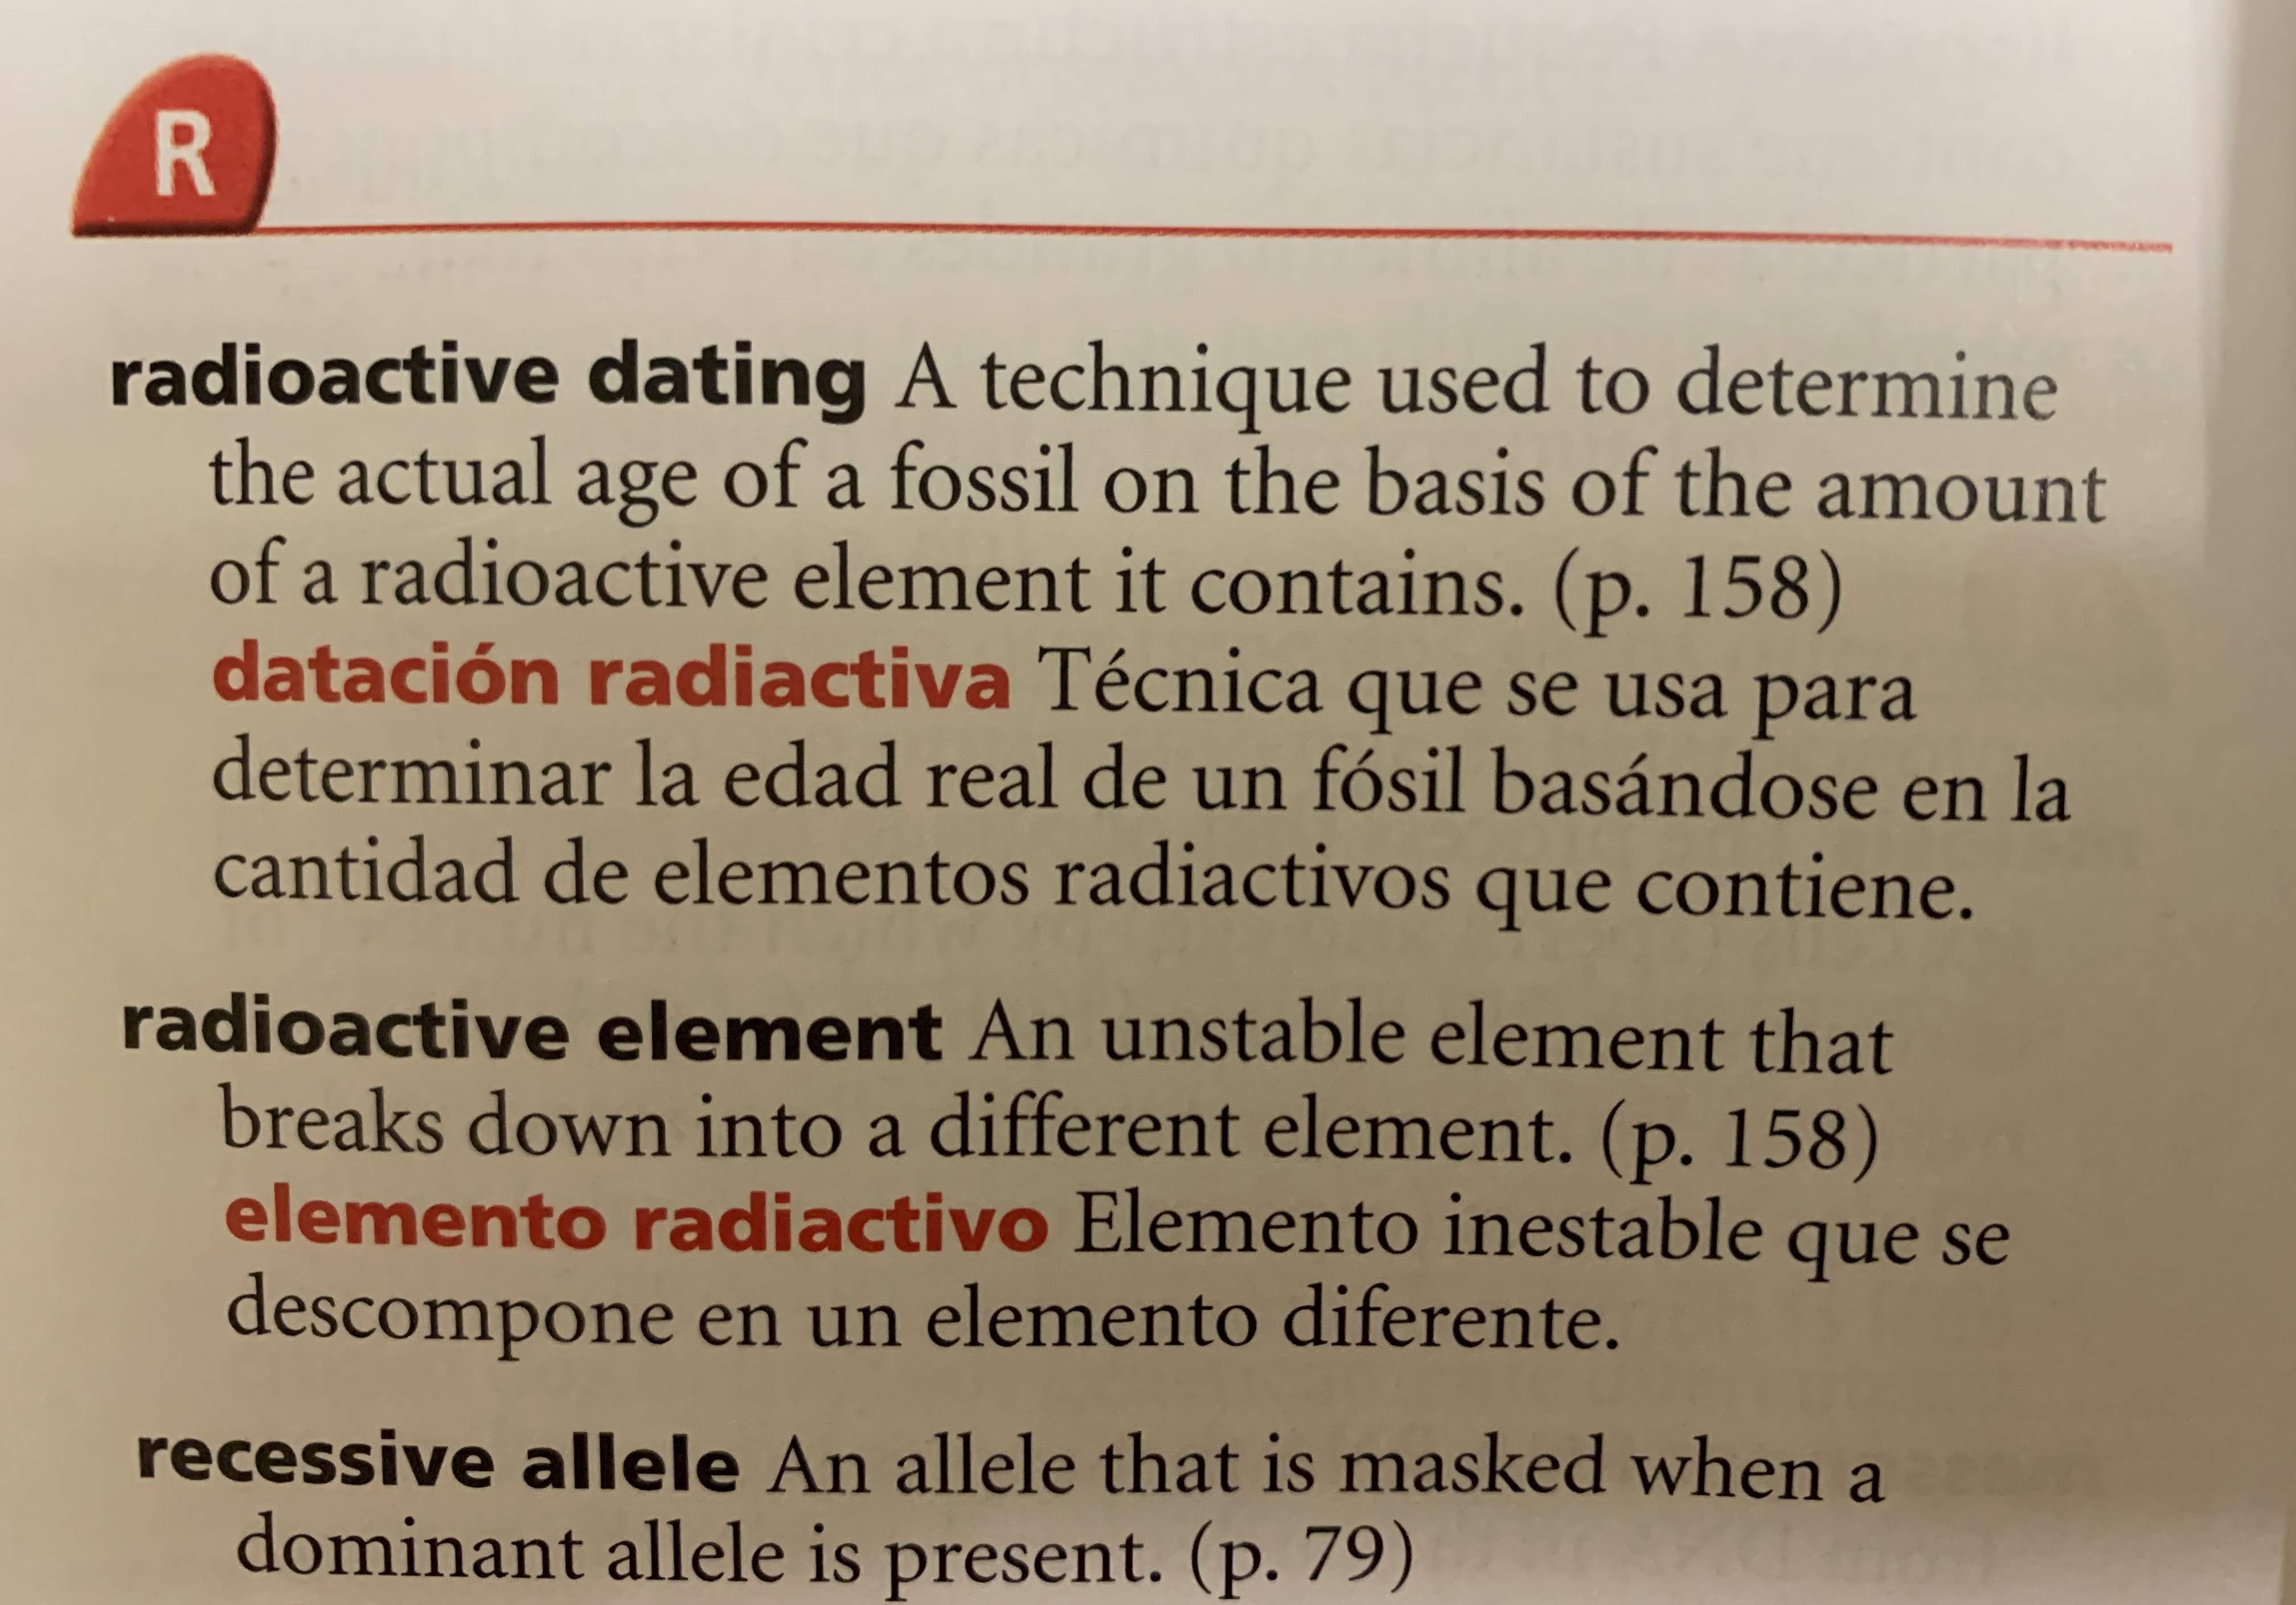 R
radioactive dating A technique used to determine
the actual age of a fossil on the basis of the amount
of a radioactive element it contains. (p. 158)
datación radiactiva Técnica que se usa para
determinar la edad real de un fósil basándose en la
cantidad de elementos radiactivos que contiene.
radioactive element An unstable element that
breaks down into a different element. (p. 158)
elemento radiactivo Elemento inestable que se
descompone en un elemento diferente.
recessive allele An allele that is masked when a
dominant allele is present. (p. 79)